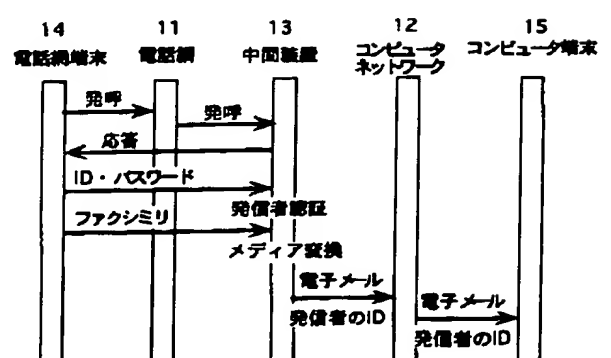 14 11 13 12 15
電話網端末 電話網 中間装置 コンピュータ コンピュータ端末
ネットワーク
発呼
発呼
応答
ID・パスワード
発信者認証
ファクシミリ
メディア変換
電子メール
発信者のID
電子メール
発信者のID